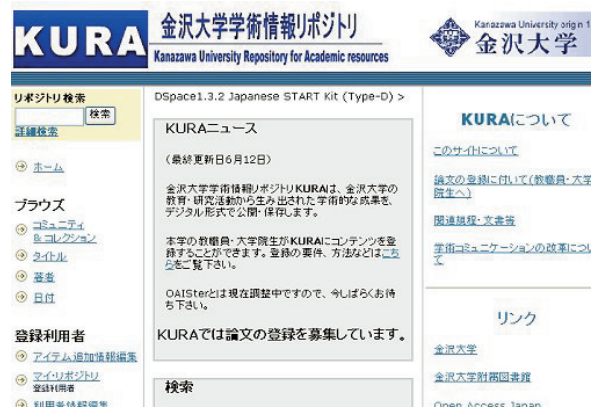 KURA
金沢大学学術情報リポジトリ
Kanazawa University Repository for Academic resources
Kanazawa University origin 1
金沢大学
リポジトリ検索
検索
詳細検索
ホーム
ブラウズ
コミュニティ
&コレクション
タイトル
著者
日付
登録利用者
アイテム追加情報編集
マイ・リポジトリ
登録利用者
利用者情報編集
DSpace1.3.2 Japanese START Kit (Type-D) >
KURAニュース
(最終更新日6月12日)
金沢大学学術情報リポジトリKURAは、金沢大学の
教育・研究活動から生み出された学術的な成果を、
デジタル形式で公開・保存します。
本学の教職員・大学院生がKURAにコンテンツを登
録することができます。登録の要件、方法などはこち
らをご覧下さい。
OAISterとは現在調整中ですので、今しばらくお待
ち下さい。
KURAでは論文の登録を募集しています。
検索
KURAについて
このサイトについて
論文の登録に付いて(教職員・大学
院生へ)
関連規程・文書等
学術コミュニケーションの改革につい
て
リンク
金沢大学
金沢大学附属図書館
Open Access Japan